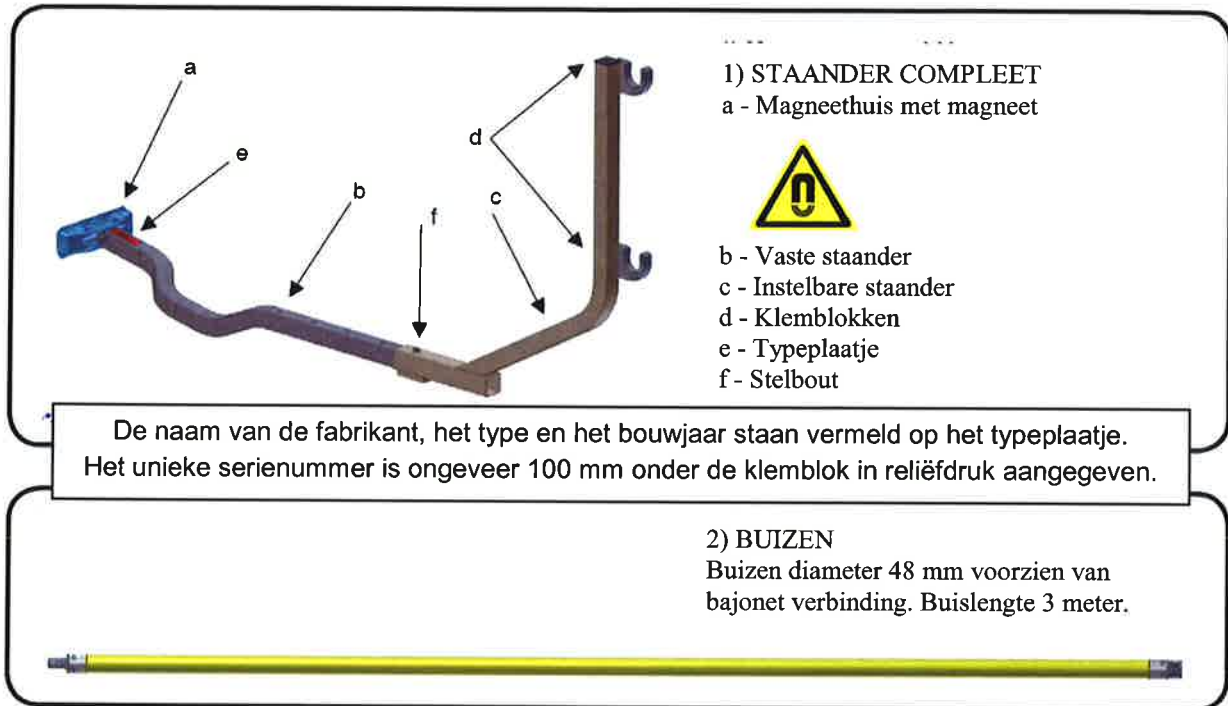 a
e
b
f
c
d
1) STAANDER COMPLEET
a - Magneethuis met magneet
b - Vaste staander
c - Instelbare staander
d - Klemblokken
e - Typeplaatje
f - Stelbout
De naam van de fabrikant, het type en het bouwjaar staan vermeld op het typeplaatje.
Het unieke serienummer is ongeveer 100 mm onder de klemblok in reliëfdruk aangegeven.
2) BUIZEN
Buizen diameter 48 mm voorzien van
bajonet verbinding. Buislengte 3 meter.